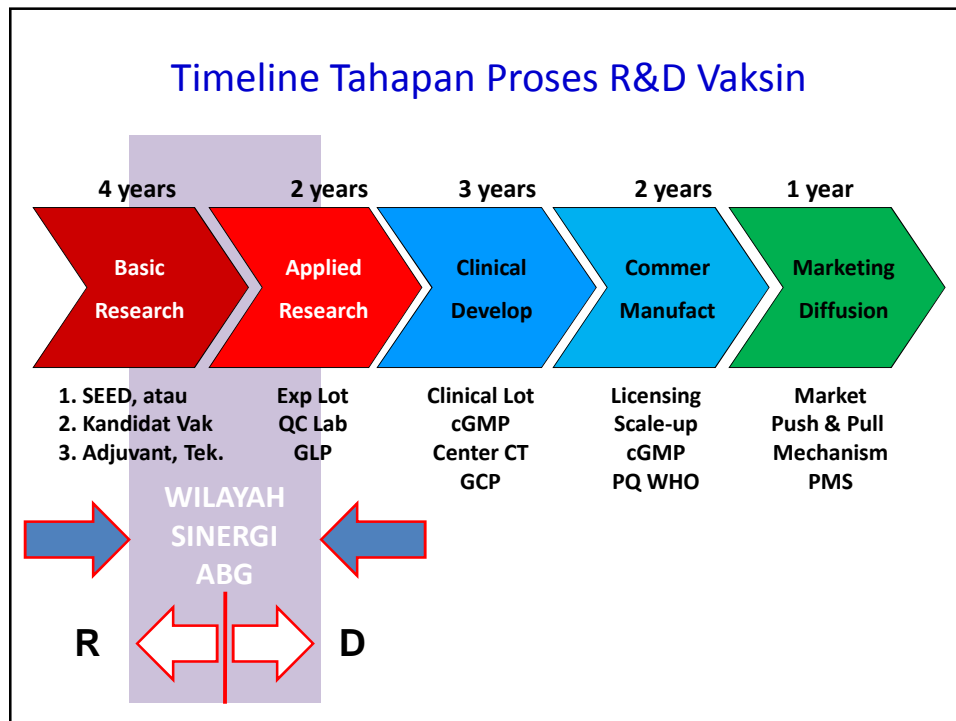 Timeline Tahapan Proses R&D Vaksin
4 years
2 years
3 years
2 years
1 year
Basic
Research
Applied
Research
Clinical
Develop
Commer
Manufact
Marketing
Diffusion
1. SEED, atau
2. Kandidat Vak
3. Adjuvant, Tek.
Exp Lot
QC Lab
GLP
Clinical Lot
cGMP
Center CT
GCP
Licensing
Scale-up
cGMP
PQ WHO
Market
Push & Pull
Mechanism
PMS
WILAYAH
SINERGI
ABG
R
D